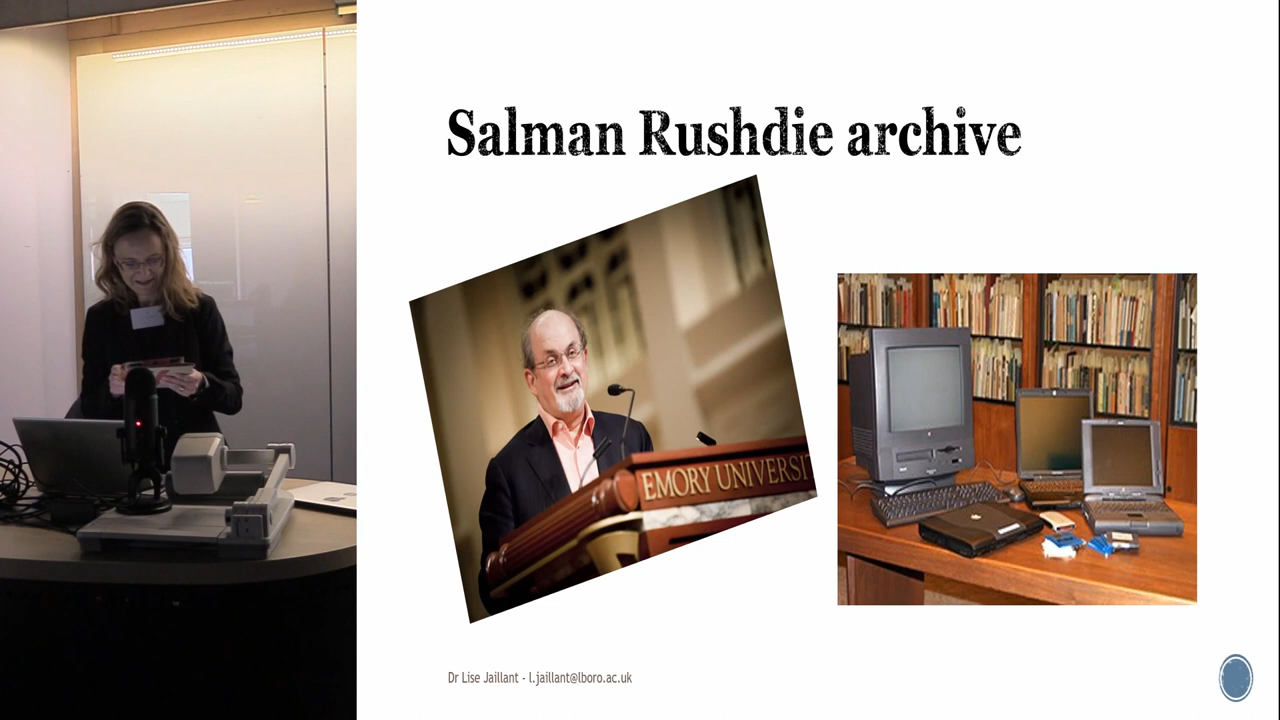 Salman Rushdie archive
EMORY UNIVERSI
Dr Lise Jaillant - l.jaillant@lboro.ac.uk